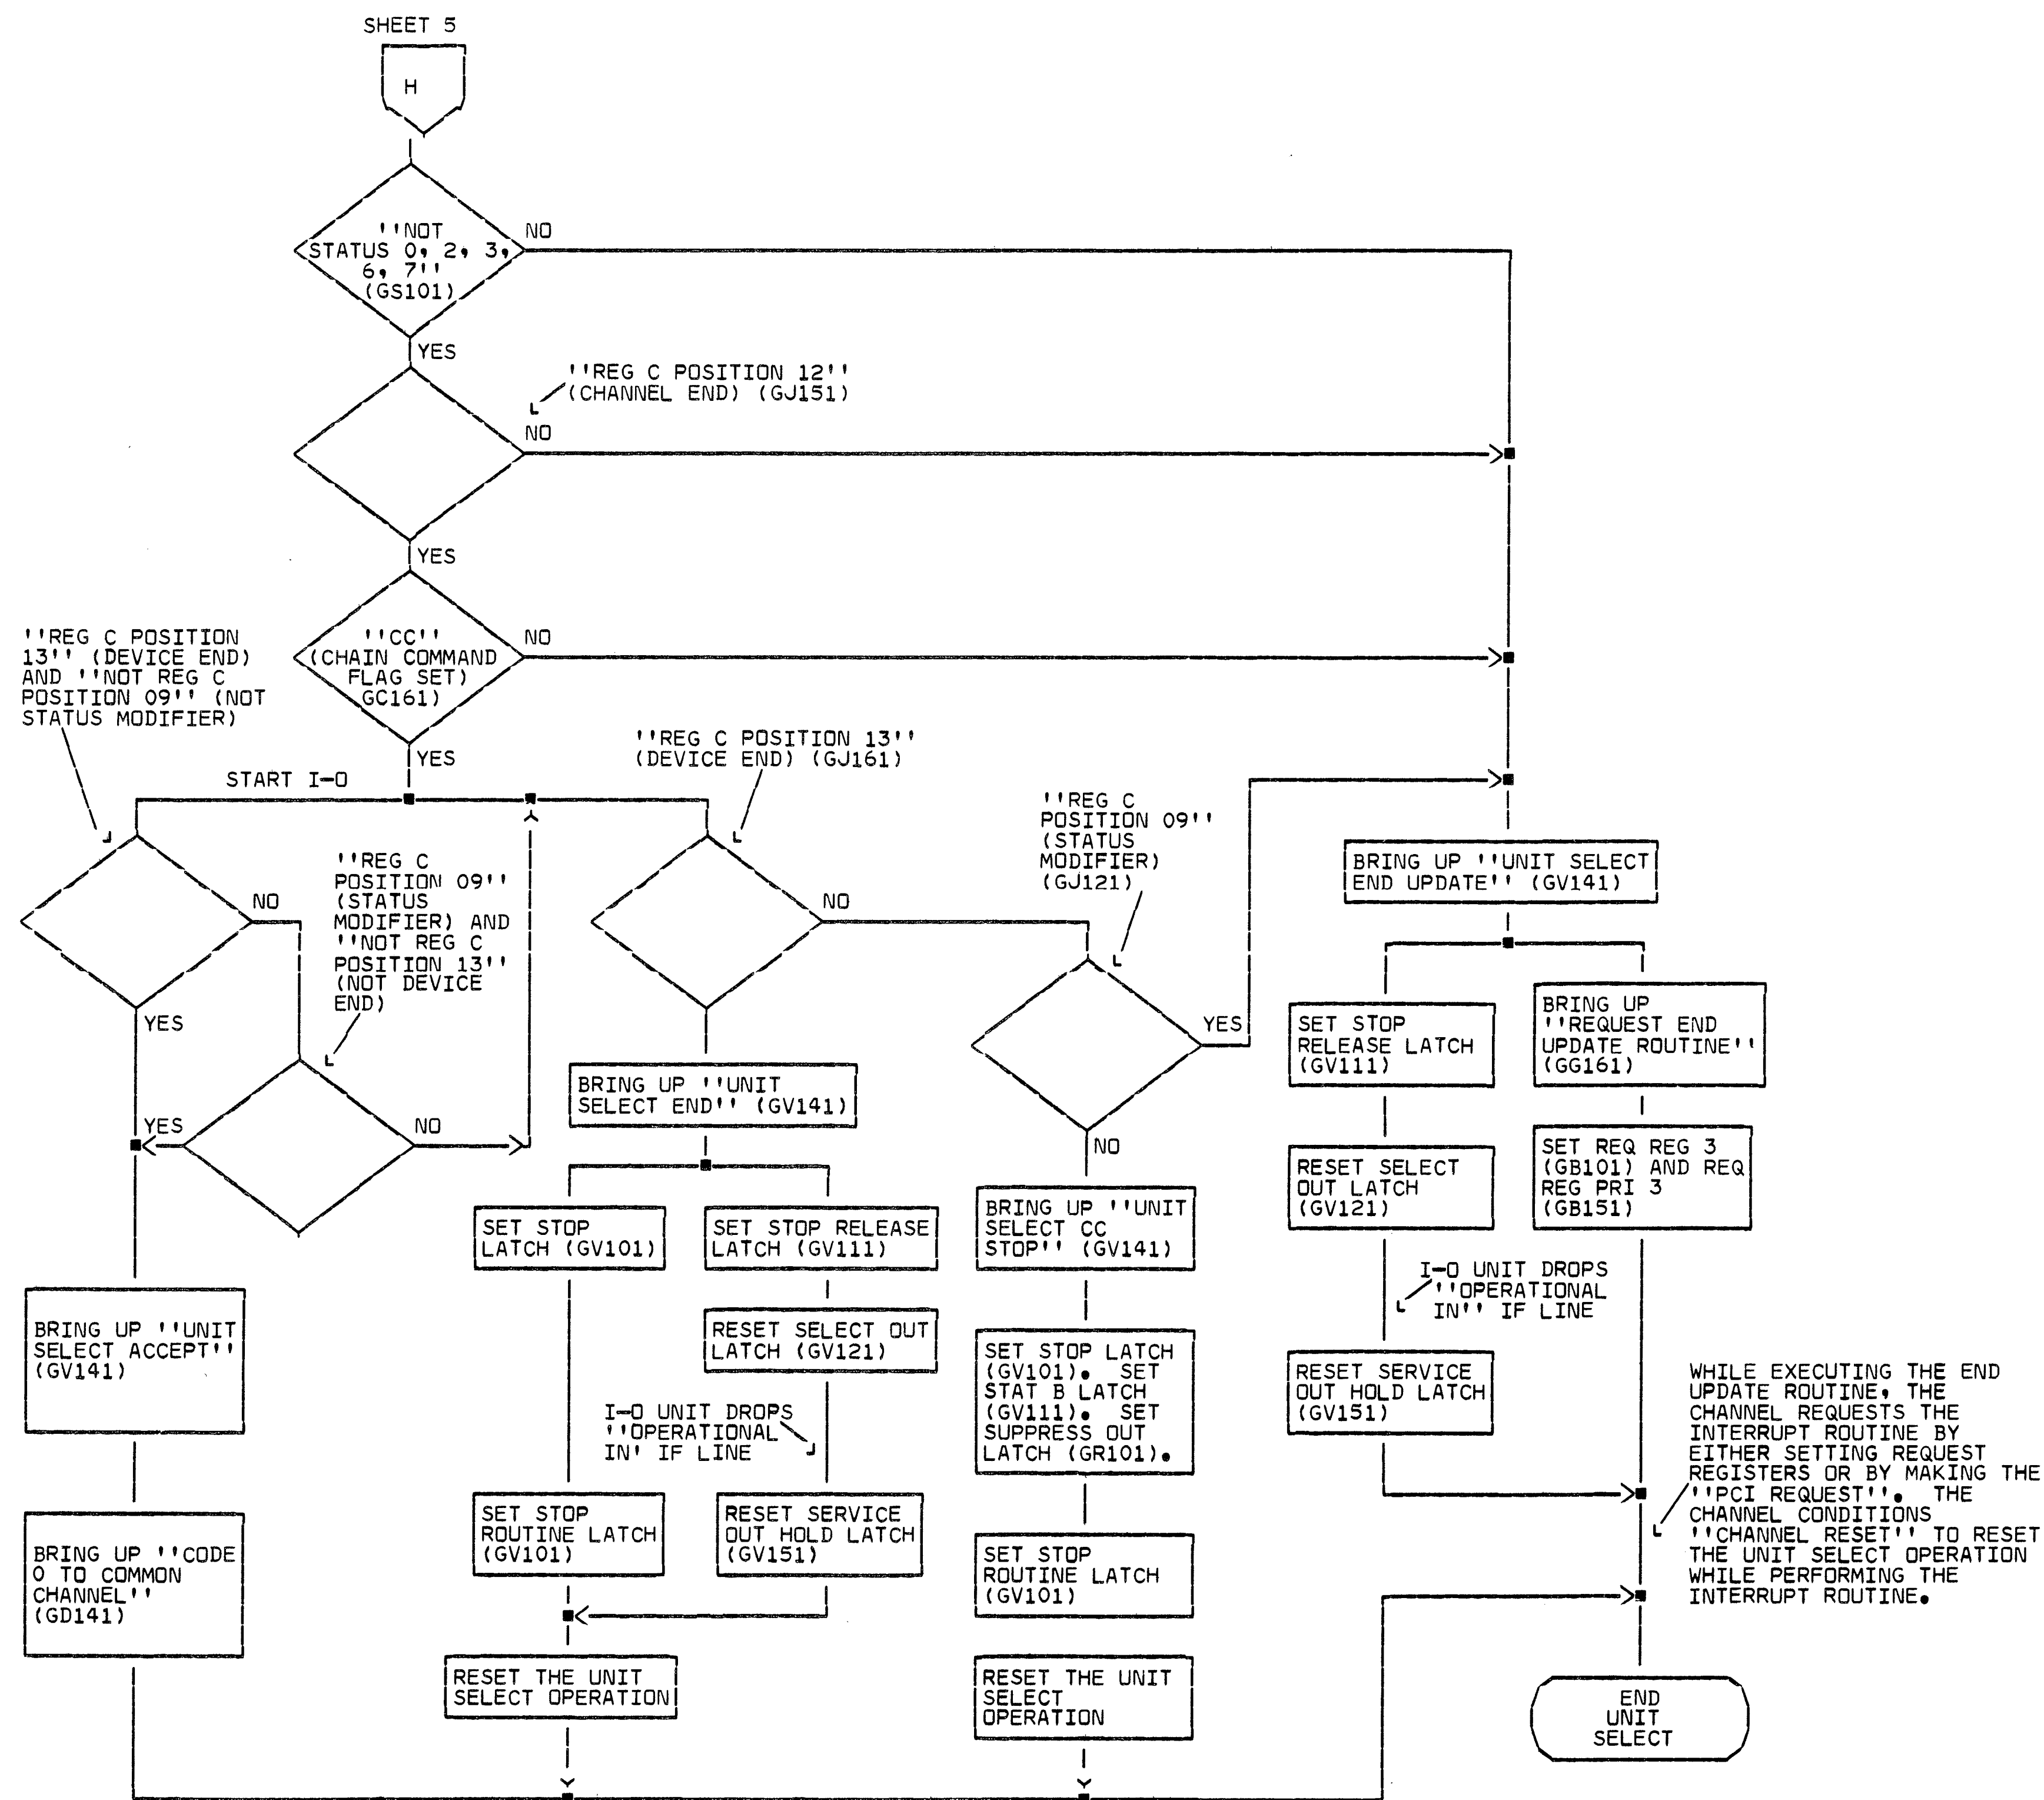 SHEET 5
H
''NOT
STATUS 0, 2, 3,
6, 7''
(GS101)
NO
YES
''REG C POSITION 12''
(CHANNEL END) (GJ151)
NO
YES
''CC''
(CHAIN COMMAND
FLAG SET)
GC161)
NO
YES
''REG C POSITION
13'' (DEVICE END)
AND ''NOT REG C
POSITION 09'' (NOT
STATUS MODIFIER)
START I-O
''REG C POSITION 13''
(DEVICE END) (GJ161)
''REG C
POSITION 09''
(STATUS
MODIFIER)
(GJ121)
NO
YES
''REG C
POSITION 09''
(STATUS
MODIFIER) AND
''NOT REG C
POSITION 13''
(NOT DEVICE
END)
YES
NO
NO
YES
NO
BRING UP ''UNIT
SELECT ACCEPT''
(GV141)
BRING UP ''CODE
0 TO COMMON
CHANNEL''
(GD141)
BRING UP ''UNIT
SELECT END'' (GV141)
SET STOP
LATCH (GV101)
SET STOP RELEASE
LATCH (GV111)
RESET SELECT OUT
LATCH (GV121)
I-O UNIT DROPS
''OPERATIONAL
IN' IF LINE
SET STOP
ROUTINE LATCH
(GV101)
RESET SERVICE
OUT HOLD LATCH
(GV151)
RESET THE UNIT
SELECT OPERATION
BRING UP ''UNIT
SELECT CC
STOP'' (GV141)
SET STOP LATCH
(GV101). SET
STAT B LATCH
(GV111). SET
SUPPRESS OUT
LATCH (GR101).
SET STOP
ROUTINE LATCH
(GV101)
RESET THE UNIT
SELECT
OPERATION
BRING UP ''UNIT SELECT
END UPDATE'' (GV141)
SET STOP
RELEASE LATCH
(GV111)
RESET SELECT
OUT LATCH
(GV121)
I-O UNIT DROPS
''OPERATIONAL
IN'' IF LINE
RESET SERVICE
OUT HOLD LATCH
(GV151)
BRING UP
''REQUEST END
UPDATE ROUTINE''
(GG161)
SET REQ REG 3
(GB101) AND REQ
REG PRI 3
(GB151)
WHILE EXECUTING THE END
UPDATE ROUTINE, THE
CHANNEL REQUESTS THE
INTERRUPT ROUTINE BY
EITHER SETTING REQUEST
REGISTERS OR BY MAKING THE
''PCI REQUEST''. THE
CHANNEL CONDITIONS
''CHANNEL RESET'' TO RESET
THE UNIT SELECT OPERATION
WHILE PERFORMING THE
INTERRUPT ROUTINE.
END
UNIT
SELECT